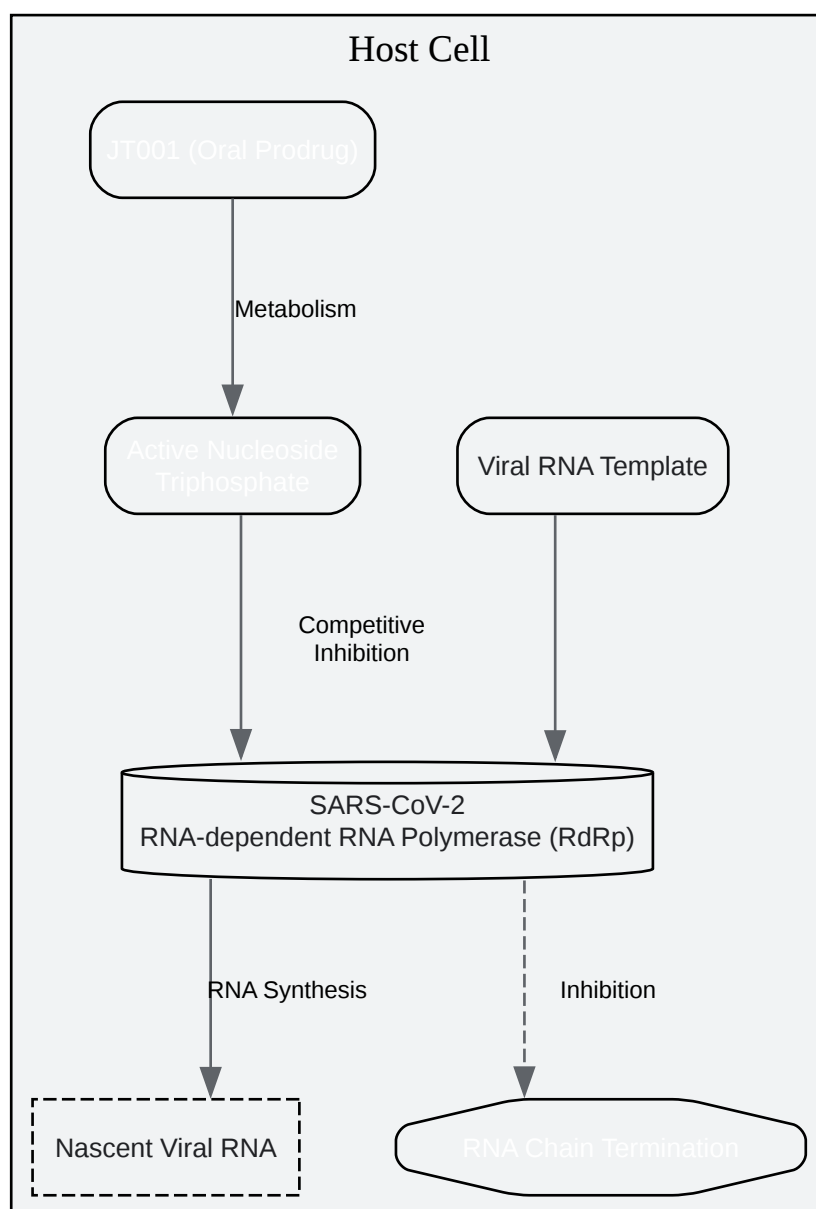 Host Cell
JT001 (Oral Prodrug)
Metabolism
Active Nucleoside
Triphosphate
Viral RNA Template
Competitive
Inhibition
SARS-CoV-2
RNA-dependent RNA Polymerase (RdRp)
RNA Synthesis
Inhibition
Nascent Viral RNA
RNA Chain Termination